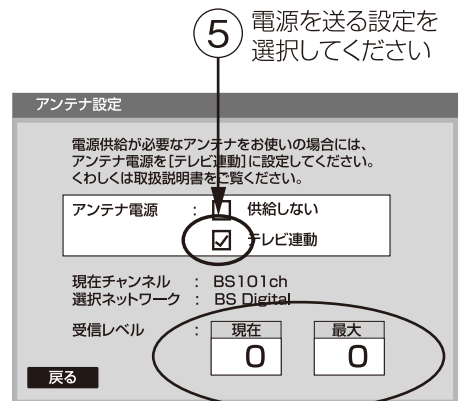 ⑤ 電源を送る設定を
選択してください
アンテナ設定
電源供給が必要なアンテナをお使いの場合には、
アンテナ電源を[テレビ連動]に設定してください。
くわしくは取扱説明書をご覧ください。
アンテナ電源 : 供給しない
テレビ連動
現在チャンネル : BS101ch
選択ネットワーク : BS Digital
受信レベル : 現在 最大
0 0
戻る